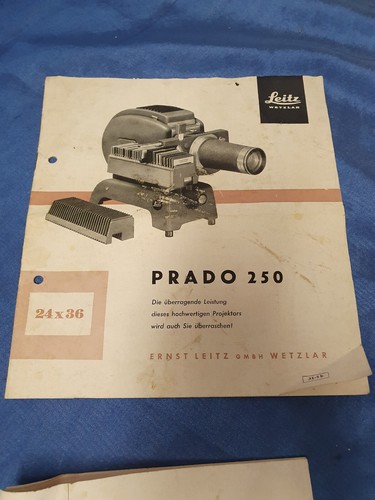 Leitz
WETZLAR
PRADO 250
24x36
Die überragende Leistung
dieses hochwertigen Projektors
wird auch Sie überraschen!
ERNST LEITZ GMBH WETZLAR